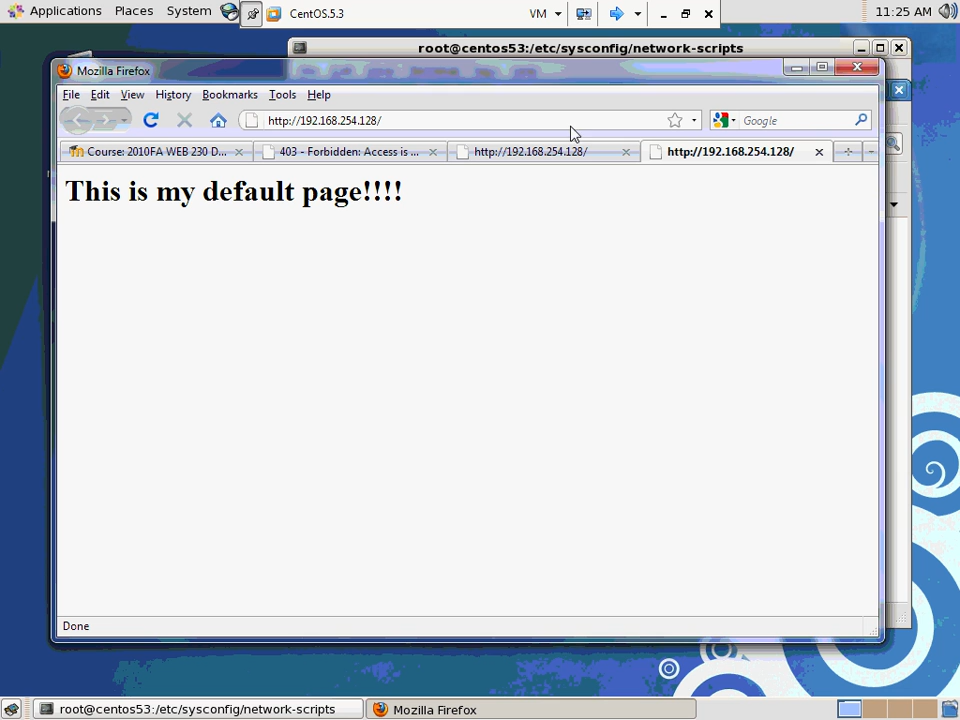 Applications Places System CentOS.5.3 VM 11:25 AM
root@centos53:/etc/sysconfig/network-scripts
Mozilla Firefox
File Edit View History Bookmarks Tools Help
http://192.168.254.128/ Google
Course: 2010FA WEB 230 D... 403 - Forbidden: Access is ... http://192.168.254.128/ http://192.168.254.128/
This is my default page!!!!
Done
root@centos53:/etc/sysconfig/network-scripts Mozilla Firefox